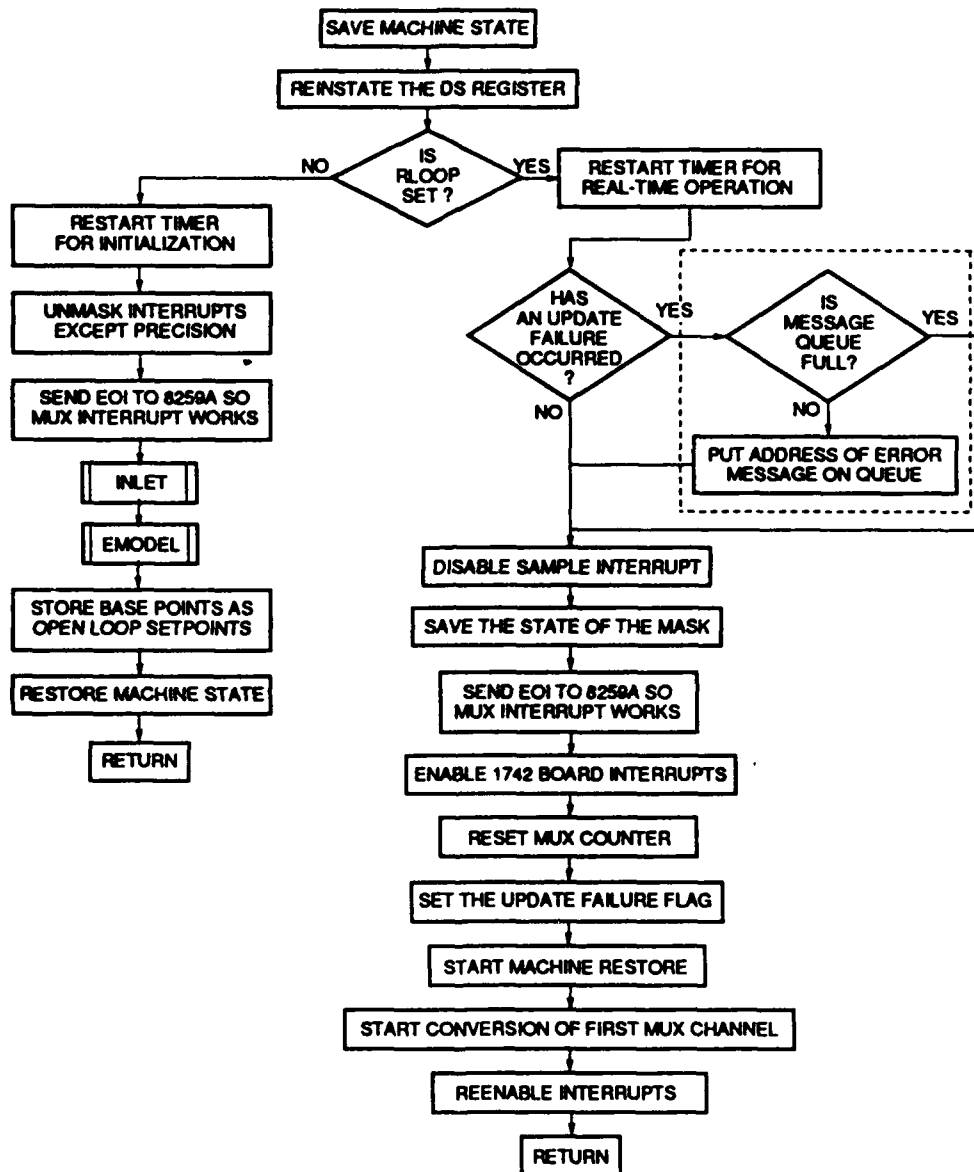 SAVE MACHINE STATE
REINSTATE THE DS REGISTER
IS
RLOOP
SET ?
NO
YES
RESTART TIMER FOR
REAL-TIME OPERATION
RESTART TIMER
FOR INITIALIZATION
UNMASK INTERRUPTS
EXCEPT PRECISION
SEND EOI TO 8259A SO
MUX INTERRUPT WORKS
INLET
EMODEL
STORE BASE POINTS AS
OPEN LOOP SETPOINTS
RESTORE MACHINE STATE
RETURN
HAS
AN UPDATE
FAILURE
OCCURRED
?
YES
NO
IS
MESSAGE
QUEUE
FULL?
YES
NO
PUT ADDRESS OF ERROR
MESSAGE ON QUEUE
DISABLE SAMPLE INTERRUPT
SAVE THE STATE OF THE MASK
SEND EOI TO 8259A SO
MUX INTERRUPT WORKS
ENABLE 1742 BOARD INTERRUPTS
RESET MUX COUNTER
SET THE UPDATE FAILURE FLAG
START MACHINE RESTORE
START CONVERSION OF FIRST MUX CHANNEL
REENABLE INTERRUPTS
RETURN